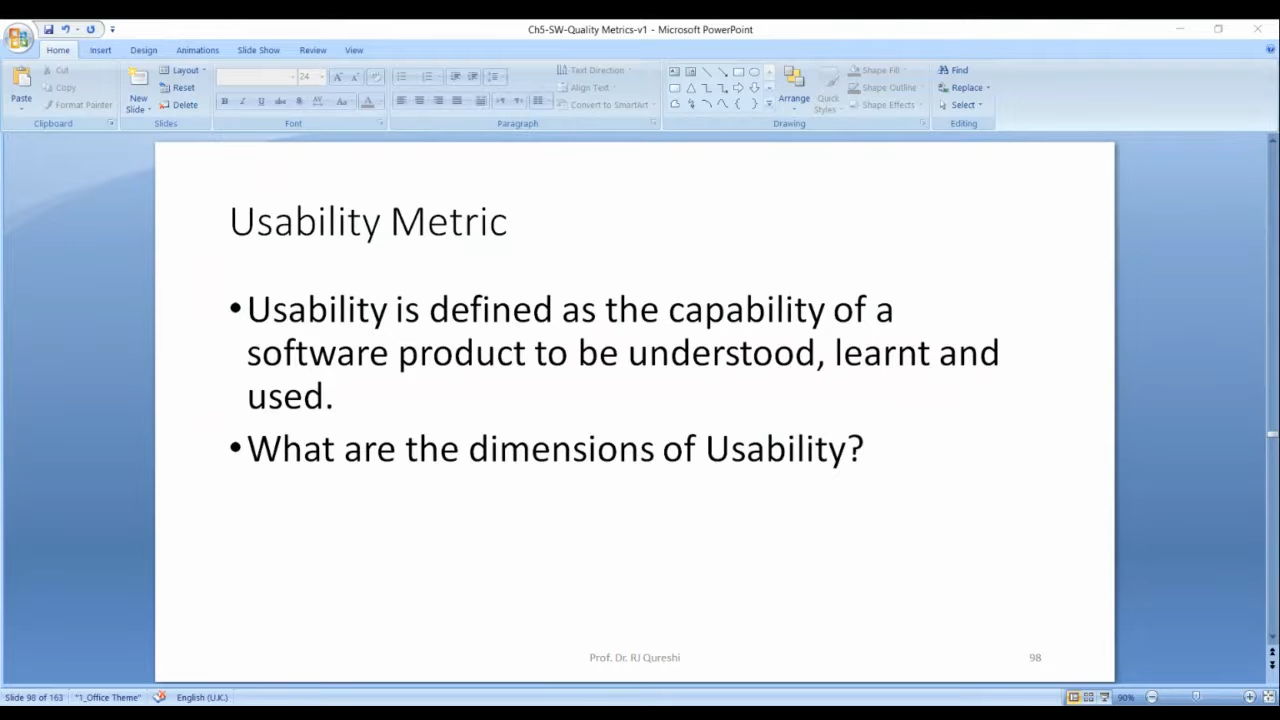 Ch5-SW-Quality Metrics-v1 - Microsoft PowerPoint
Home Insert Design Animations Slide Show Review View
Paste
Cut
Copy
Format Painter
Clipboard
New Slide
Layout
Reset
Delete
Slides
24
Font
Text Direction
Align Text
Convert to SmartArt
Paragraph
Arrange
Quick Styles
Shape Fill
Shape Outline
Shape Effects
Drawing
Find
Replace
Select
Editing
Usability Metric
•Usability is defined as the capability of a
software product to be understood, learnt and
used.
•What are the dimensions of Usability?
Prof. Dr. RJ Qureshi
98
Slide 98 of 163 "1_Office Theme" English (U.K.) 90%